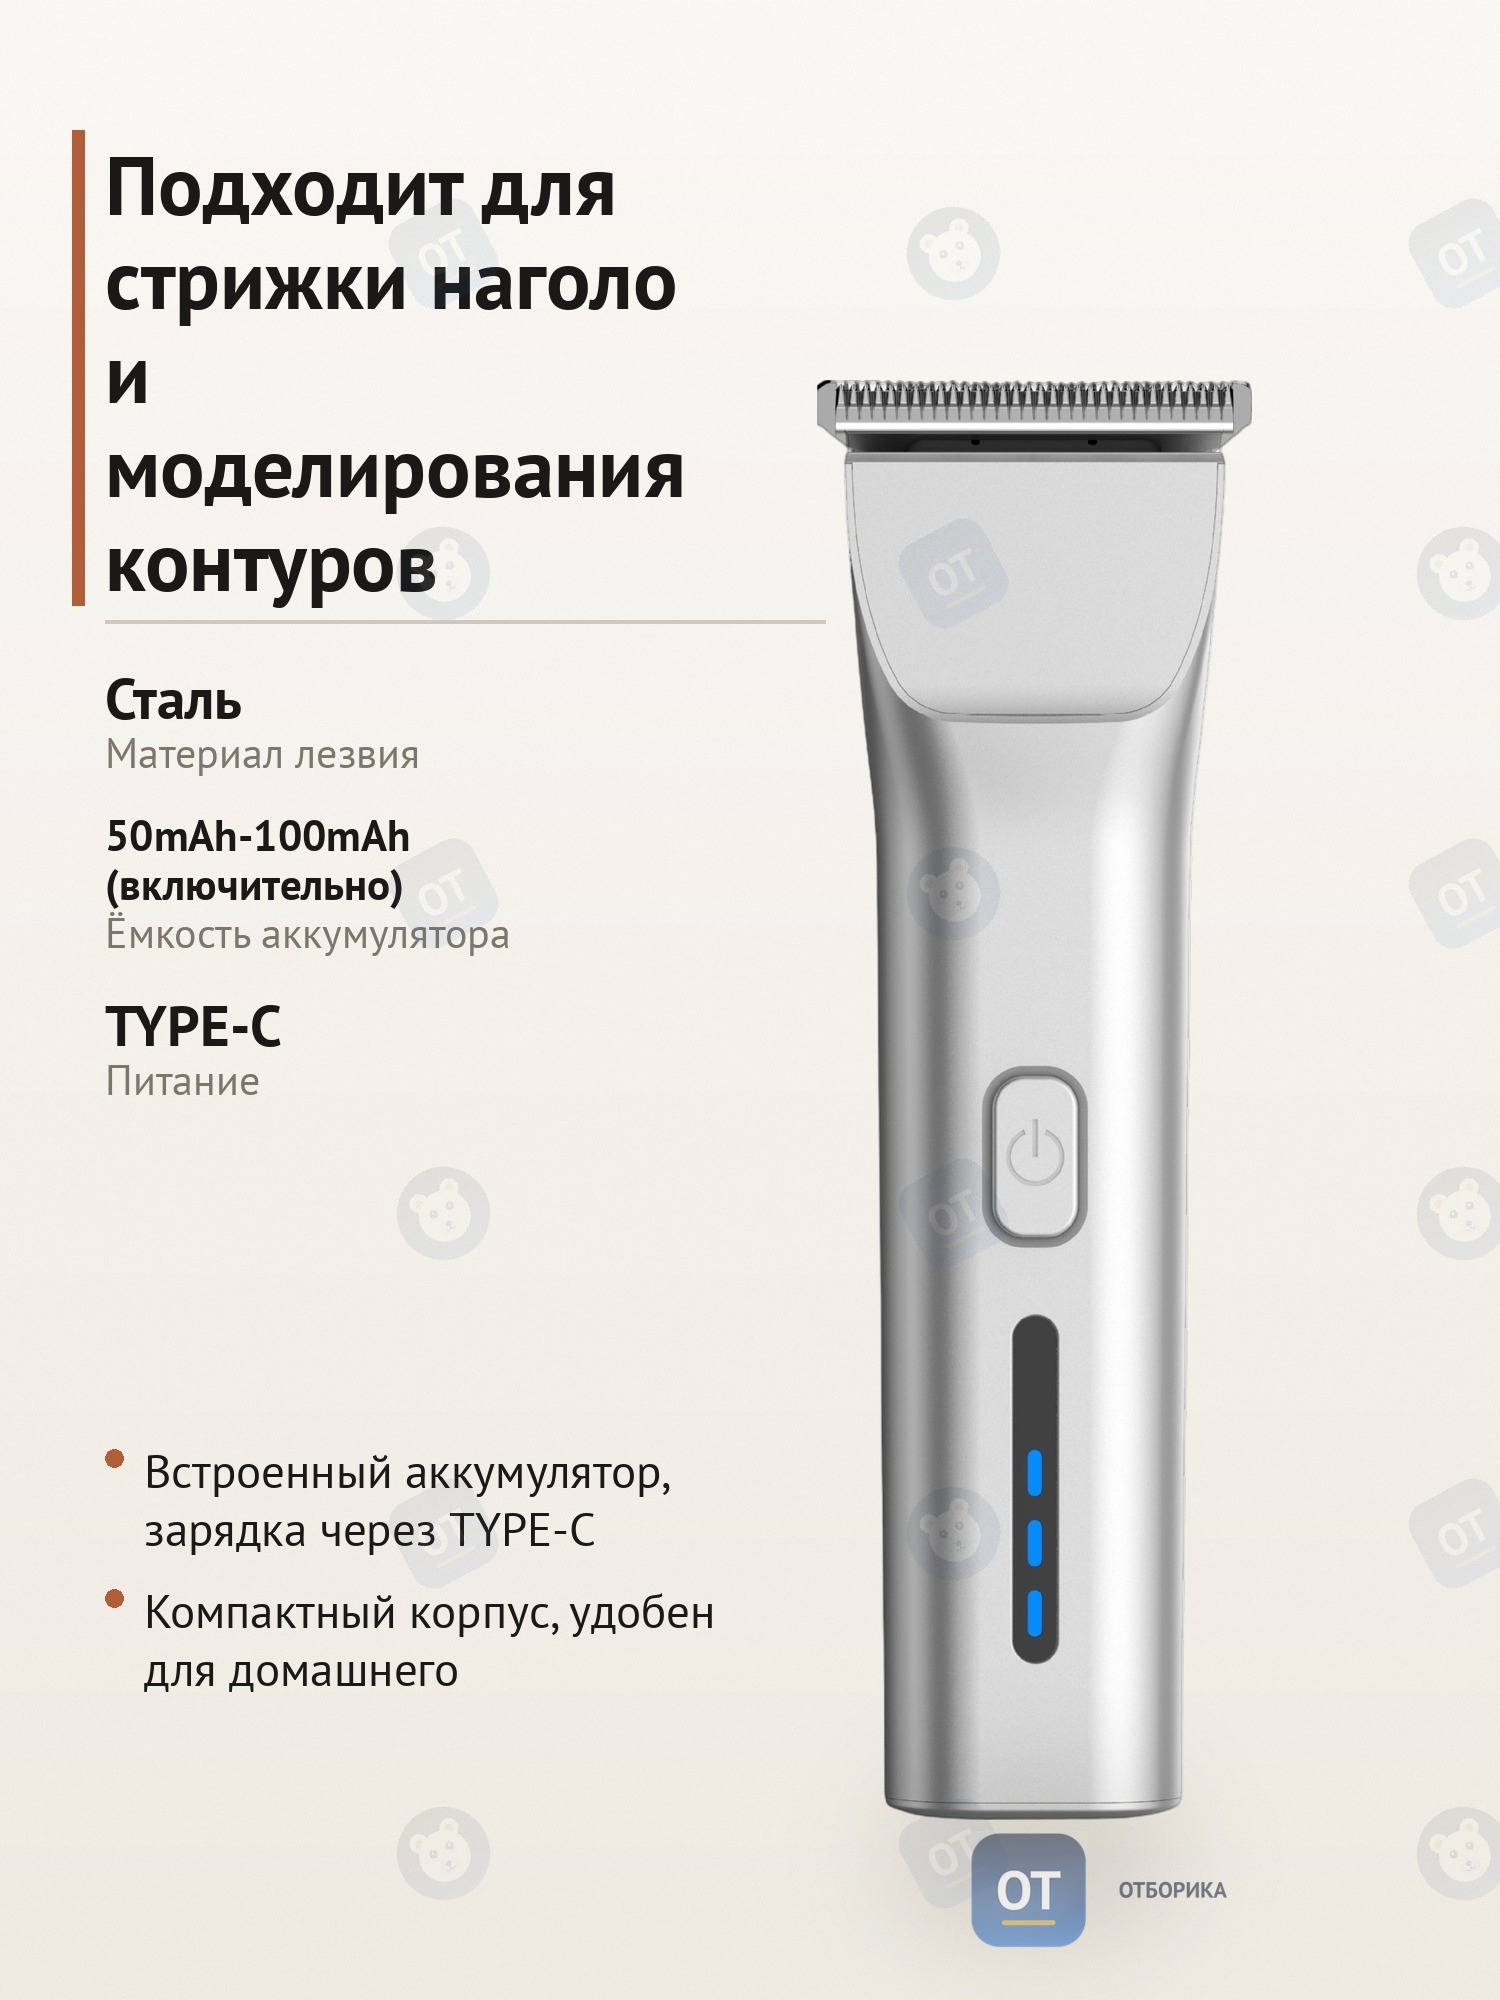 Подходит для
стрижки наголо
и
моделирования
контуров
Сталь
Материал лезвия
50mAh-100mAh
(включительно)
Ёмкость аккумулятора
TYPE-C
Питание
Встроенный аккумулятор,
зарядка через TYPE-C
Компактный корпус, удобен
для домашнего
ОТ
ОТБОРИКА